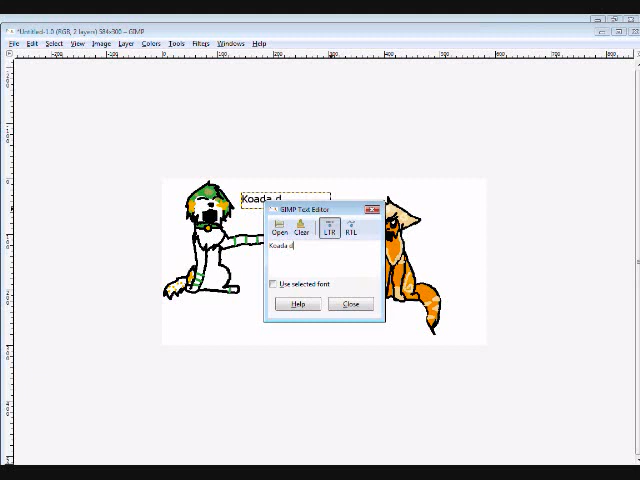 *Untitled-1.0 (RGB, 2 layers) 584x300 – GIMP
File Edit Select View Image Layer Colors Tools Filters Windows Help
Koada d
GIMP Text Editor
Open Clear LTR RTL
Koada d
Use selected font
Help Close